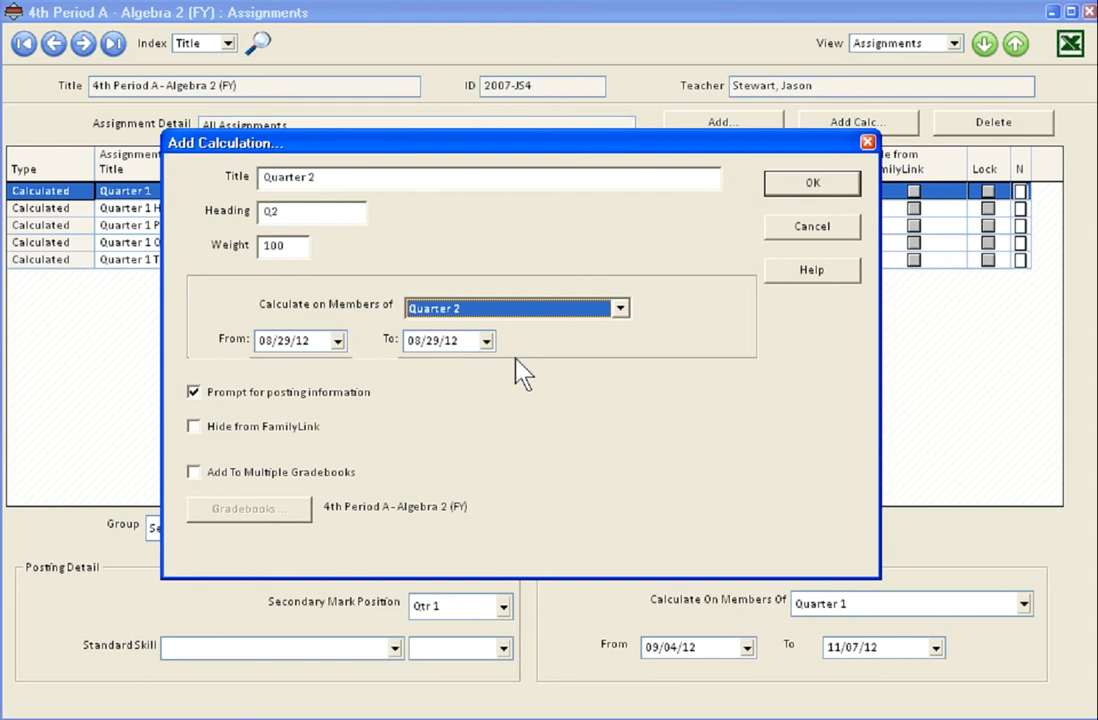 4th Period A - Algebra 2 (FY) : Assignments
Index Title View Assignments
Title 4th Period A - Algebra 2 (FY) ID 2007-JS4 Teacher Stewart, Jason
Assignment Detail All Assignments Add... Add Calc... Delete
Add Calculation...
Type Assignment Title e from milyLink Lock N
Calculated Quarter 1
Calculated Quarter 1 H
Calculated Quarter 1 P
Calculated Quarter 1 Q
Calculated Quarter 1 T
Title Quarter 2 OK
Heading Q2 Cancel
Weight 100 Help
Calculate on Members of Quarter 2
From: 08/29/12 To: 08/29/12
Prompt for posting information
Hide from FamilyLink
Add To Multiple Gradebooks
Gradebooks ... 4th Period A - Algebra 2 (FY)
Group Se
Posting Detail
Secondary Mark Position Qtr 1 Calculate On Members Of Quarter 1
Standard Skill From 09/04/12 To 11/07/12